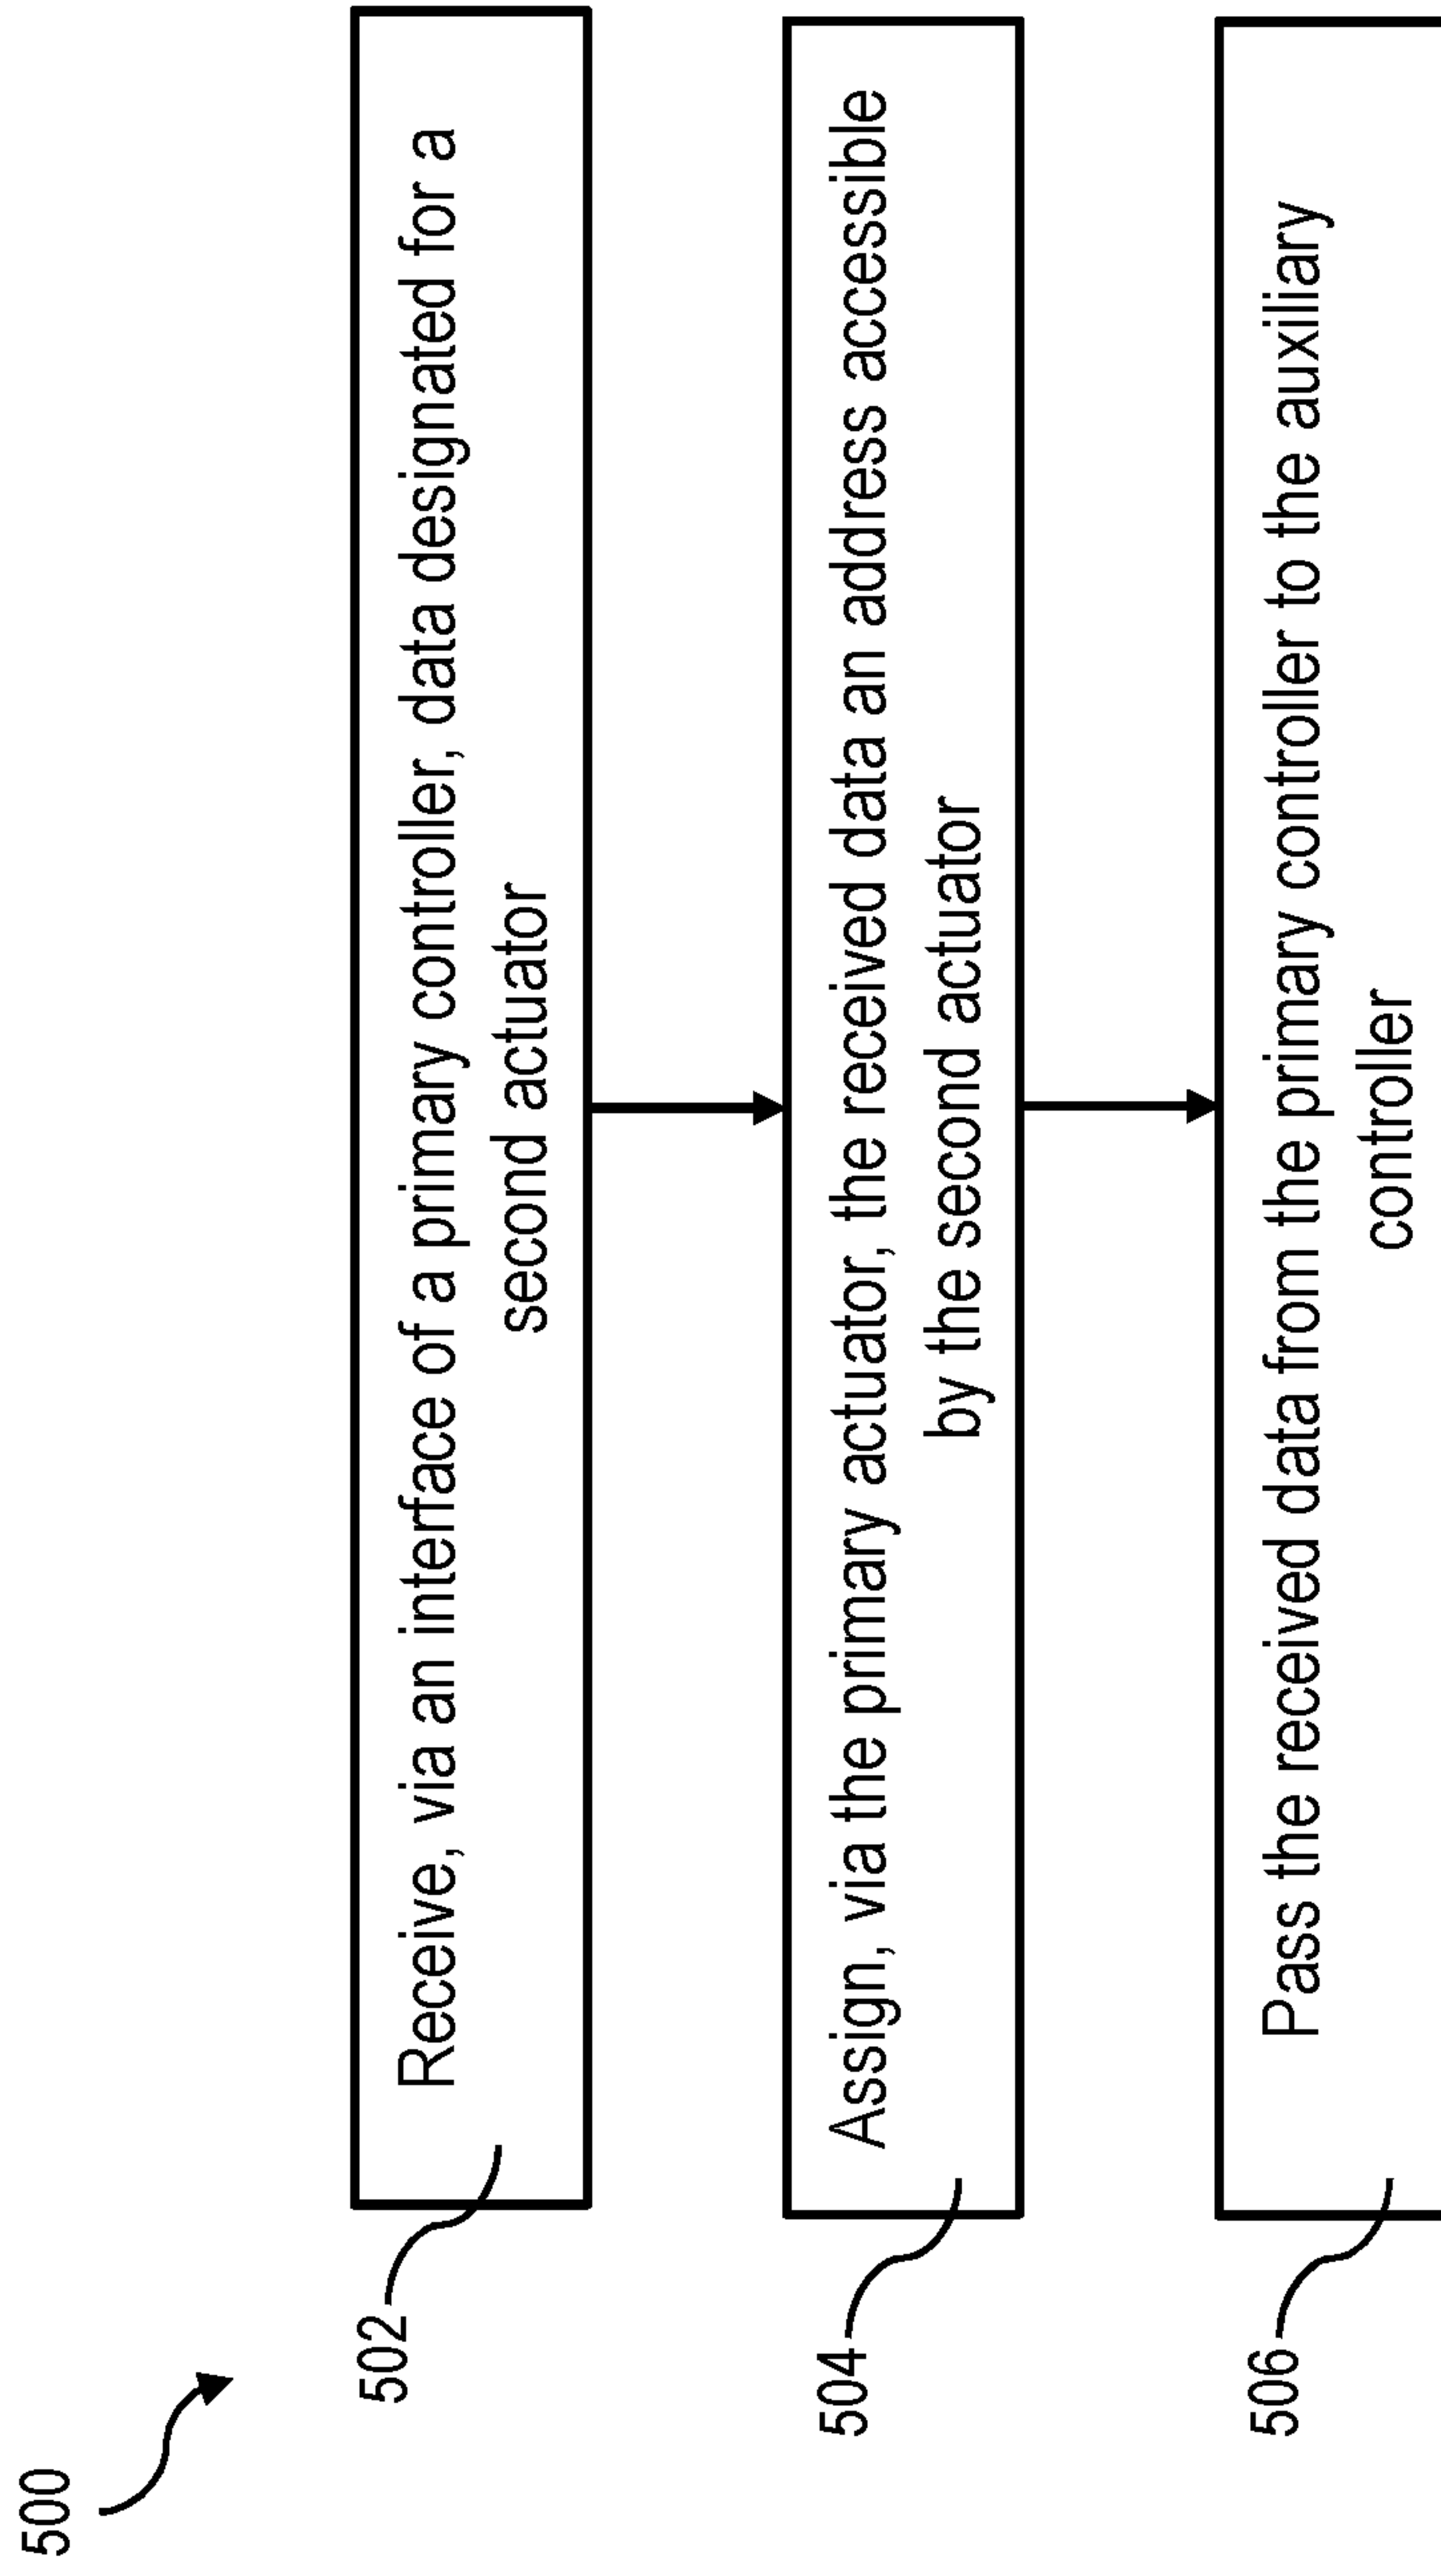 500
502
Receive, via an interface of a primary controller, data designated for a
second actuator
504
Assign, via the primary actuator, the received data an address accessible
by the second actuator
506
Pass the received data from the primary controller to the auxiliary
controller